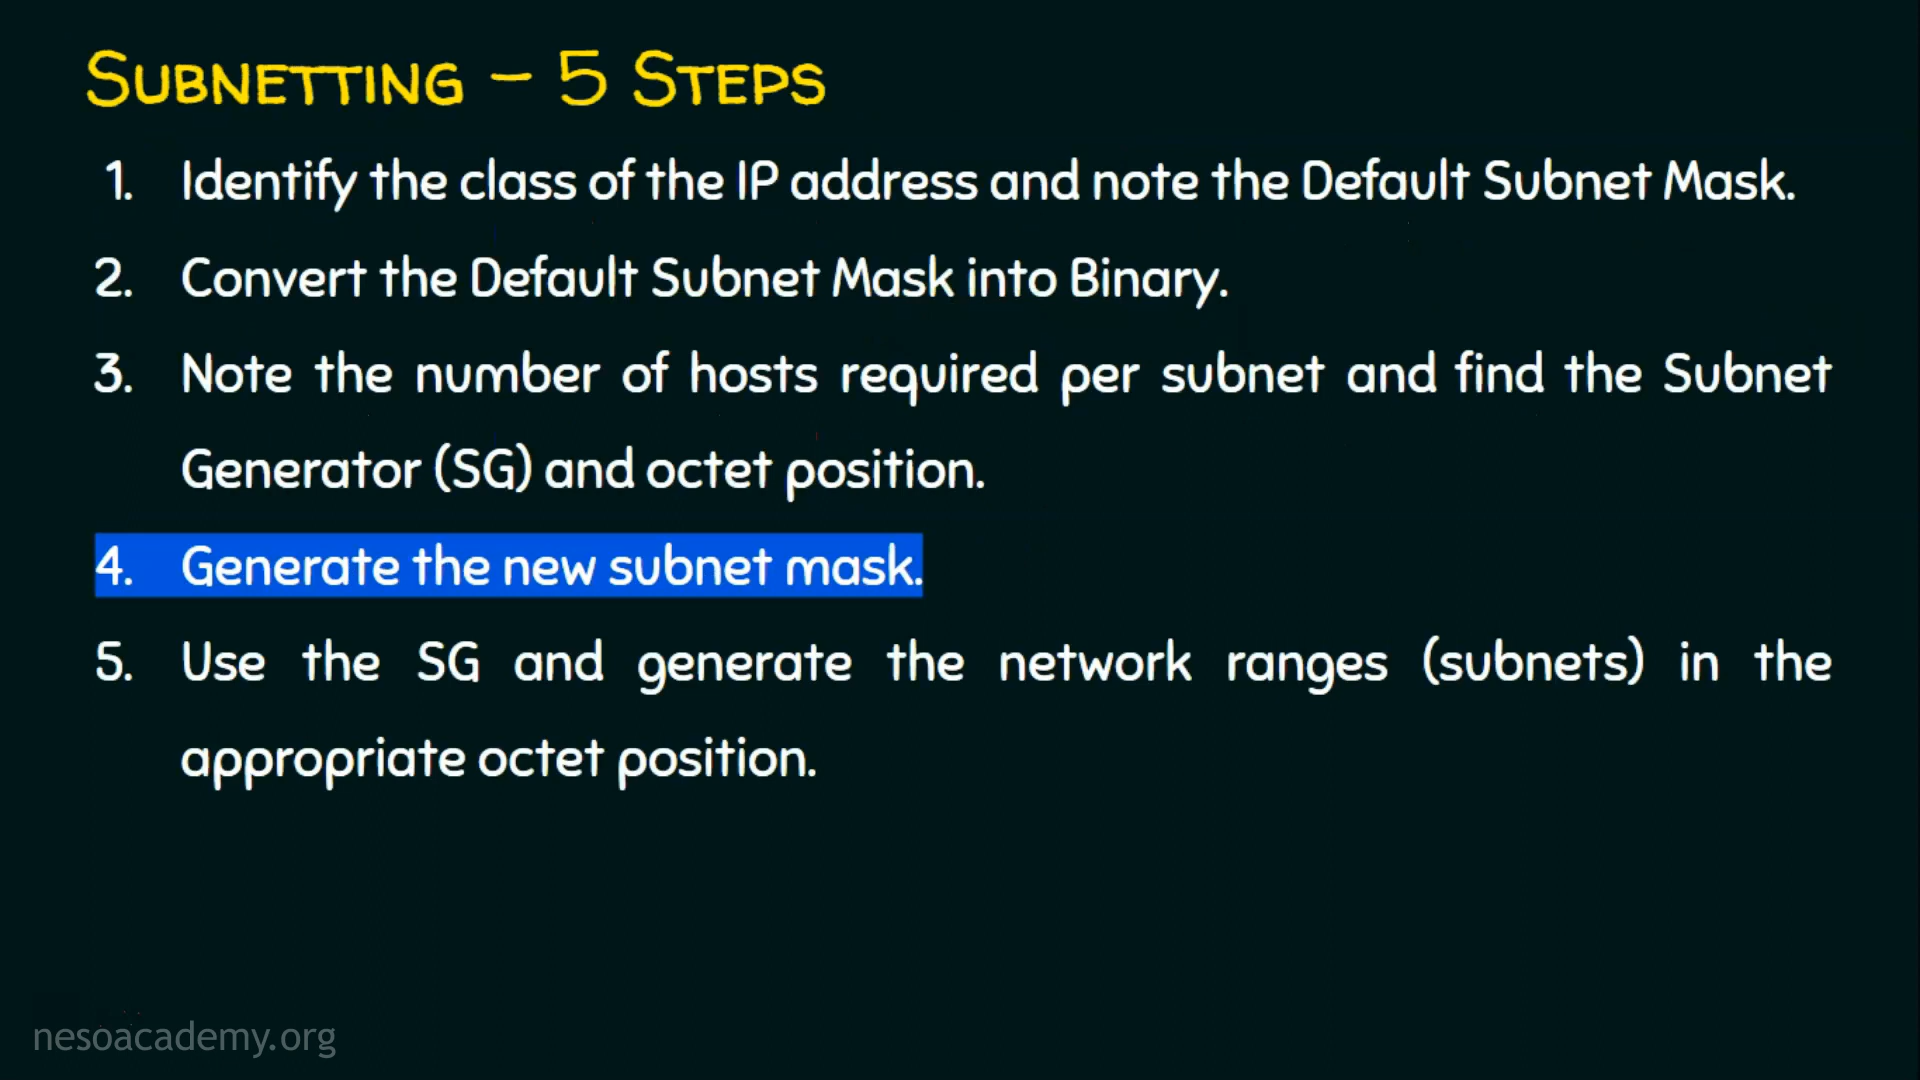 SUBNETTING – 5 STEPS
1. Identify the class of the IP address and note the Default Subnet Mask.
2. Convert the Default Subnet Mask into Binary.
3. Note the number of hosts required per subnet and find the Subnet
Generator (SG) and octet position.
4. Generate the new subnet mask.
5. Use the SG and generate the network ranges (subnets) in the
appropriate octet position.
nesoacademy.org